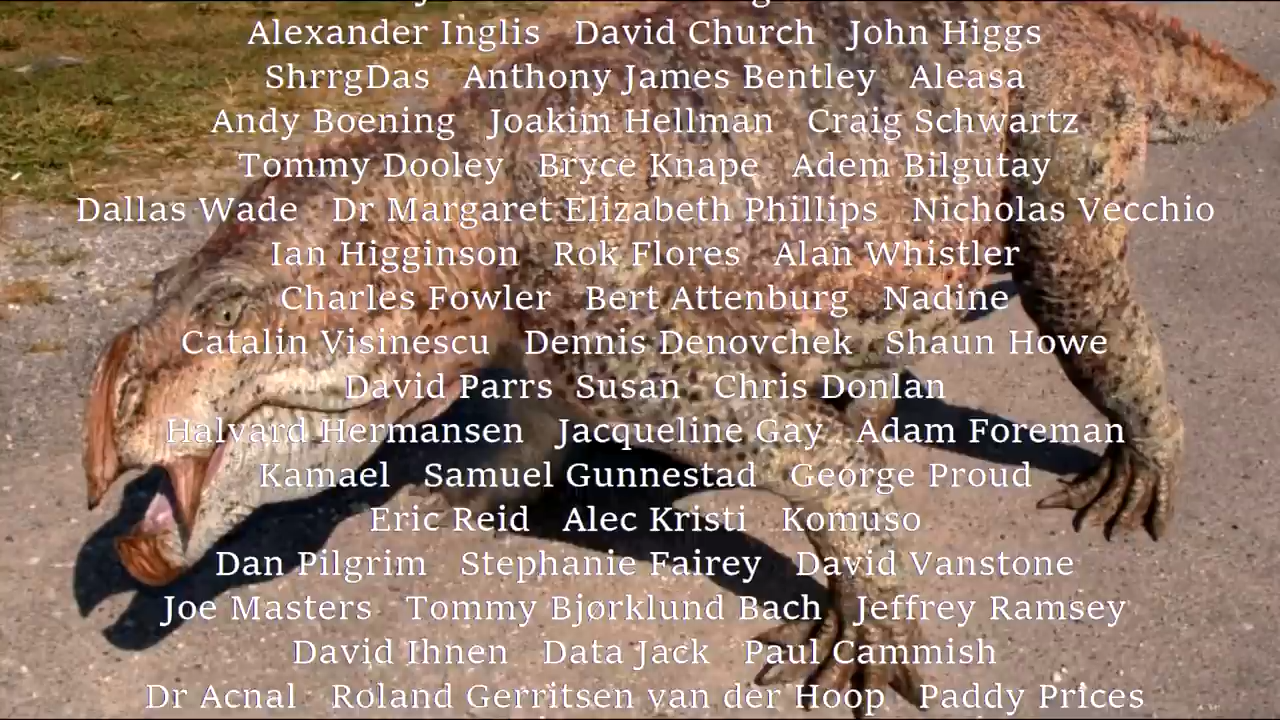 Alexander Inglis David Church John Higgs
ShrrgDas Anthony James Bentley Aleasa
Andy Boening Joakim Hellman Craig Schwartz
Tommy Dooley Bryce Knape Adem Bilgutay
Dallas Wade Dr Margaret Elizabeth Phillips Nicholas Vecchio
Ian Higginson Rok Flores Alan Whistler
Charles Fowler Bert Attenburg Nadine
Catalin Visinescu Dennis Denovchek Shaun Howe
David Parrs Susan Chris Donlan
Halvard Hermansen Jacqueline Gay Adam Foreman
Kamael Samuel Gunnestad George Proud
Eric Reid Alec Kristi Komuso
Dan Pilgrim Stephanie Fairey David Vanstone
Joe Masters Tommy Bjørklund Bach Jeffrey Ramsey
David Ihnen Data Jack Paul Cammish
Dr Acnal Roland Gerritsen van der Hoop Paddy Prices